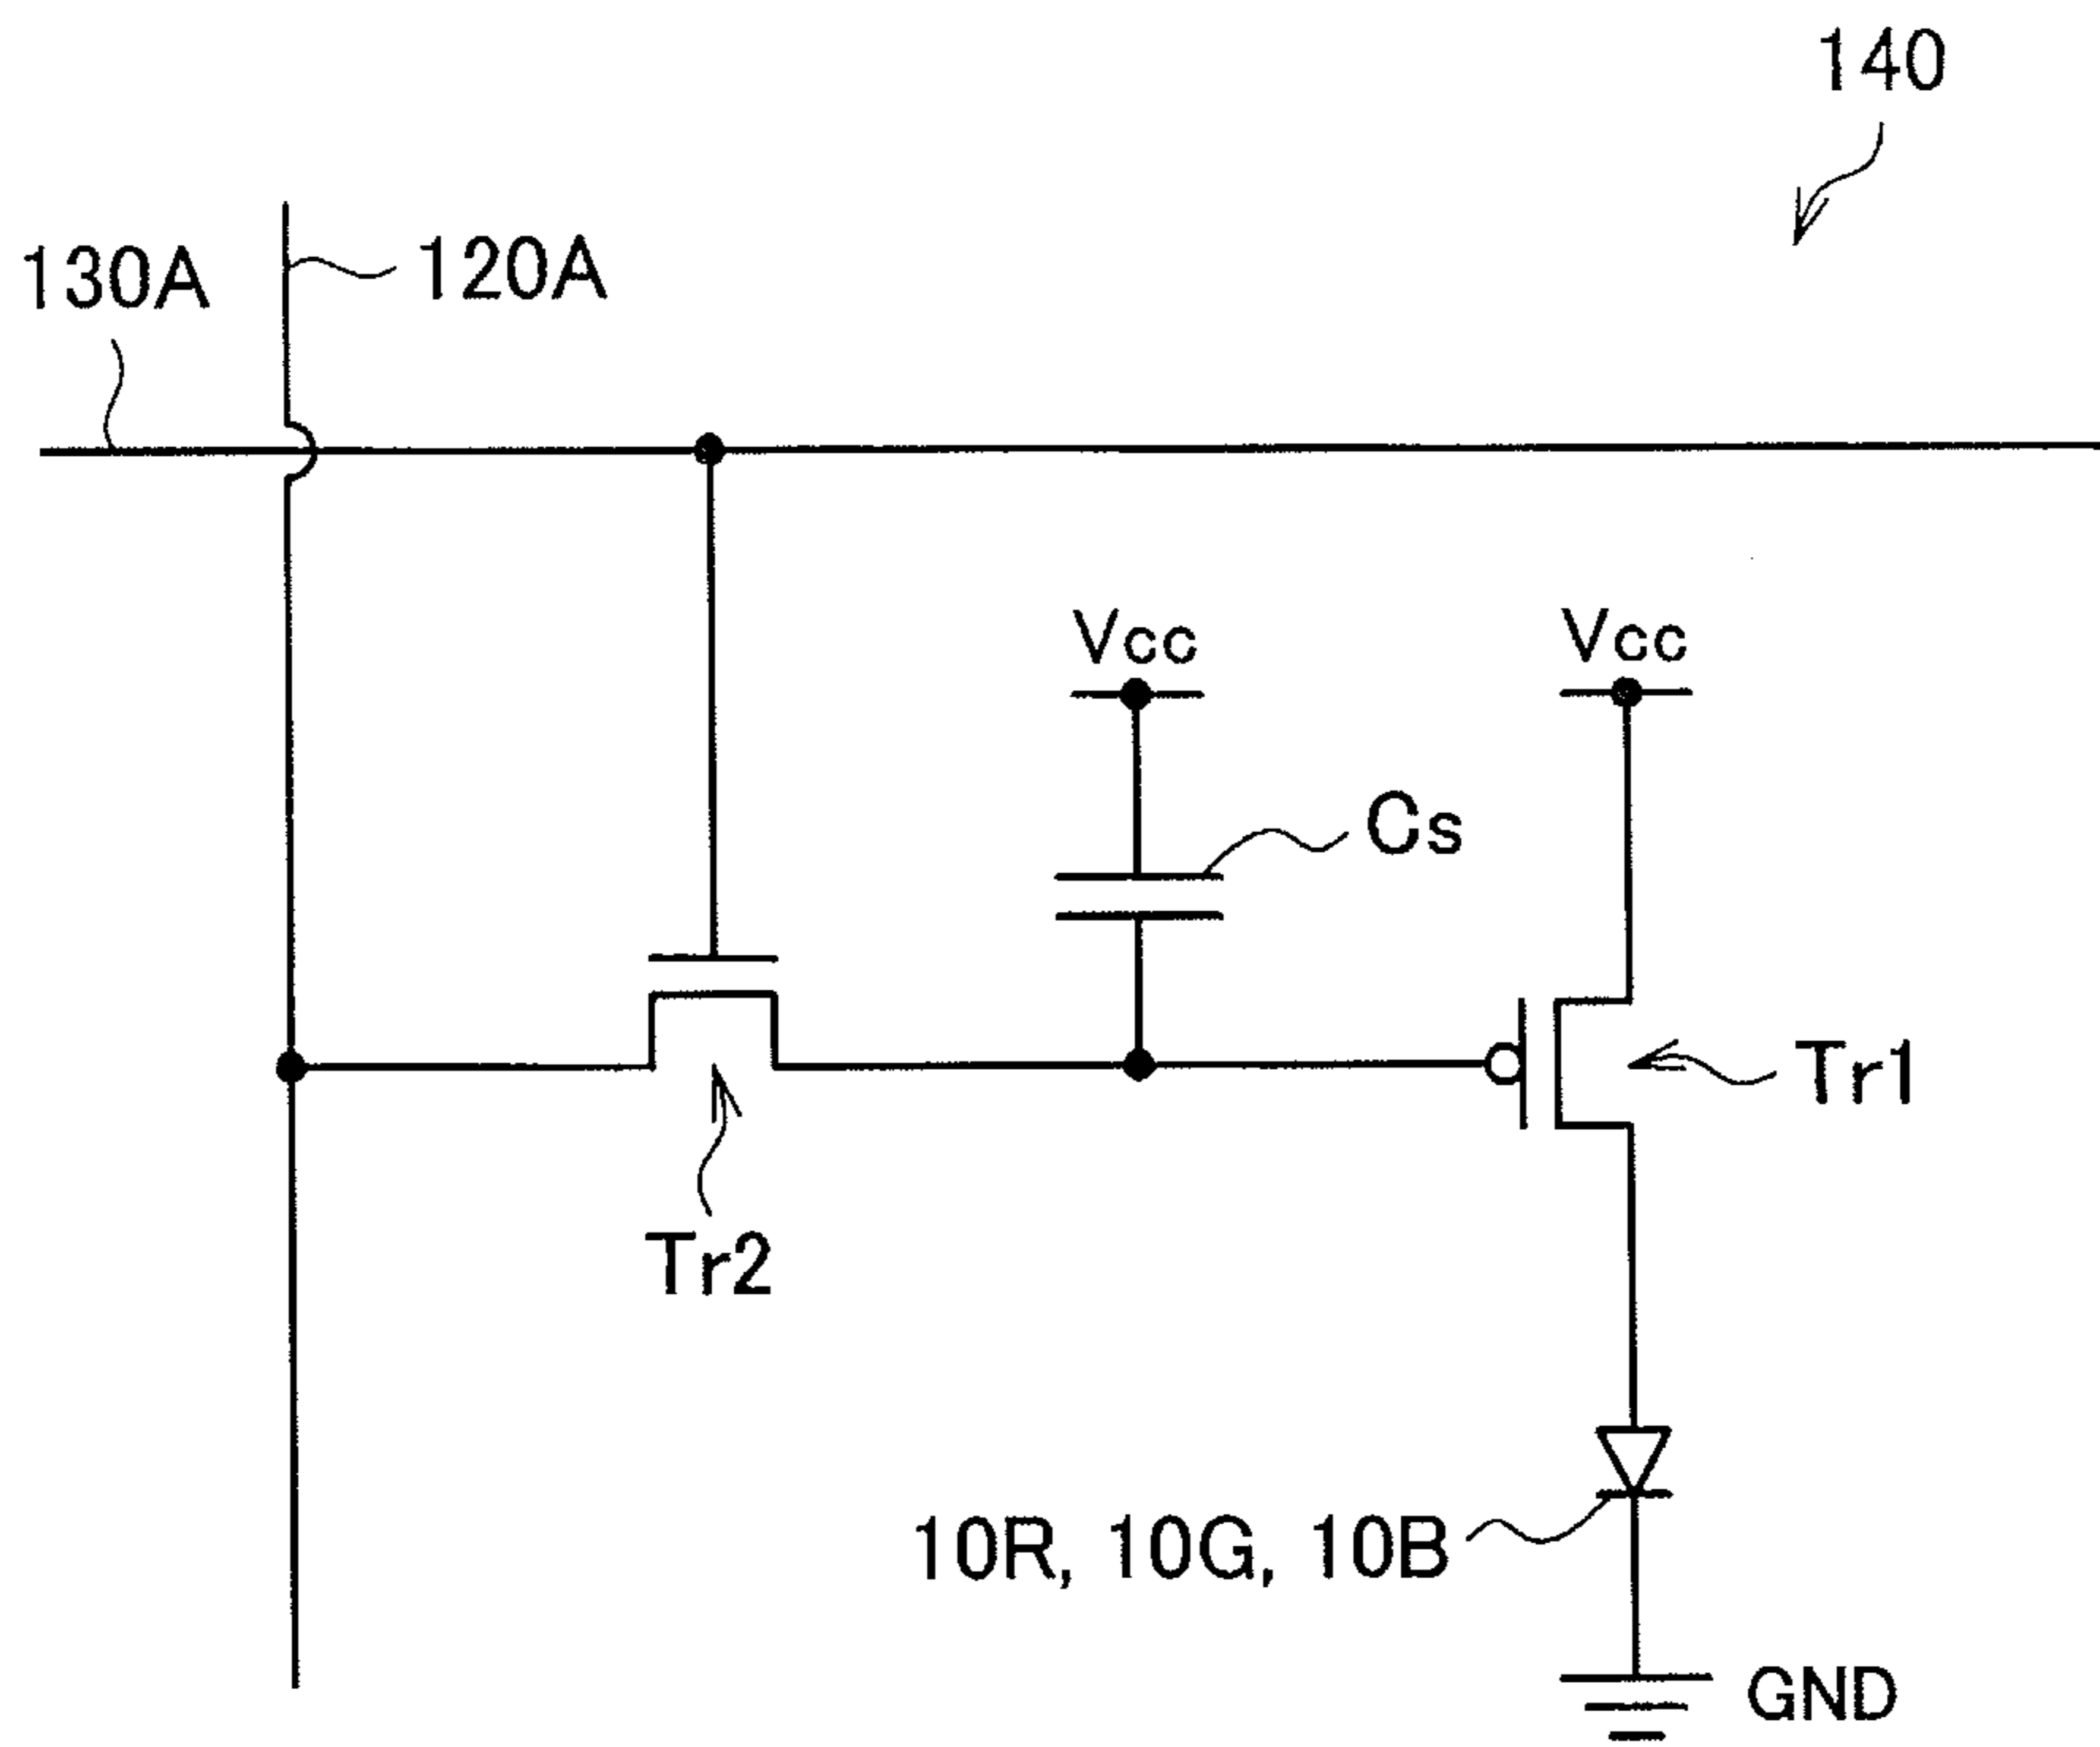 140
130A
120A
Vcc
Vcc
Cs
Tr1
Tr2
10R, 10G, 10B
GND